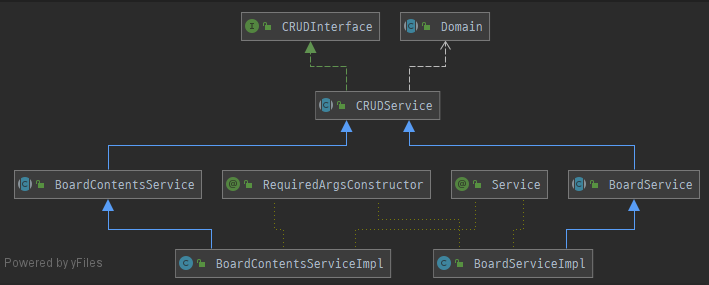 CRUDInterface
Domain
CRUDService
BoardContentsService
RequiredArgsConstructor
Service
BoardService
BoardContentsServiceImpl
BoardServiceImpl
Powered by yFiles